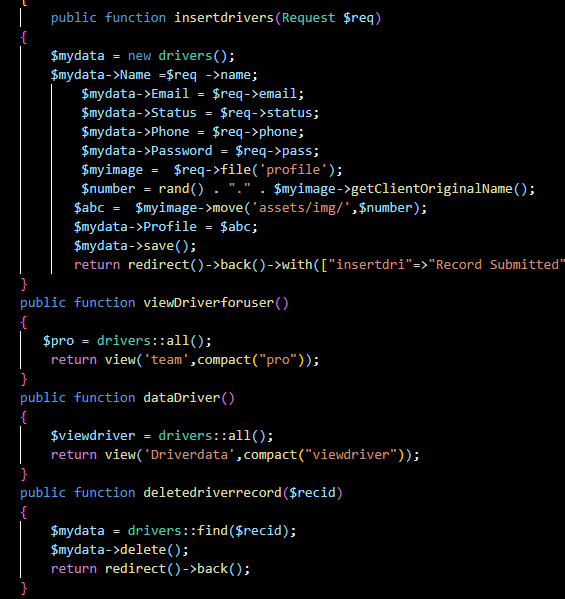 {
public function insertdrivers(Request $req)
{
$mydata = new drivers();
$mydata->Name =$req ->name;
$mydata->Email = $req->email;
$mydata->Status = $req->status;
$mydata->Phone = $req->phone;
$mydata->Password = $req->pass;
$myimage =  $req->file('profile');
$number = rand() . "." . $myimage->getClientOriginalName();
$abc =  $myimage->move('assets/img/',$number);
$mydata->Profile = $abc;
$mydata->save();
return redirect()->back()->with(["insertdri"=>"Record Submitted"
}
public function viewDriverforuser()
{
$pro = drivers::all();
return view('team',compact("pro"));
}
public function dataDriver()
{
$viewdriver = drivers::all();
return view('Driverdata',compact("viewdriver"));
}
public function deletedriverrecord($recid)
{
$mydata = drivers::find($recid);
$mydata->delete();
return redirect()->back();
}